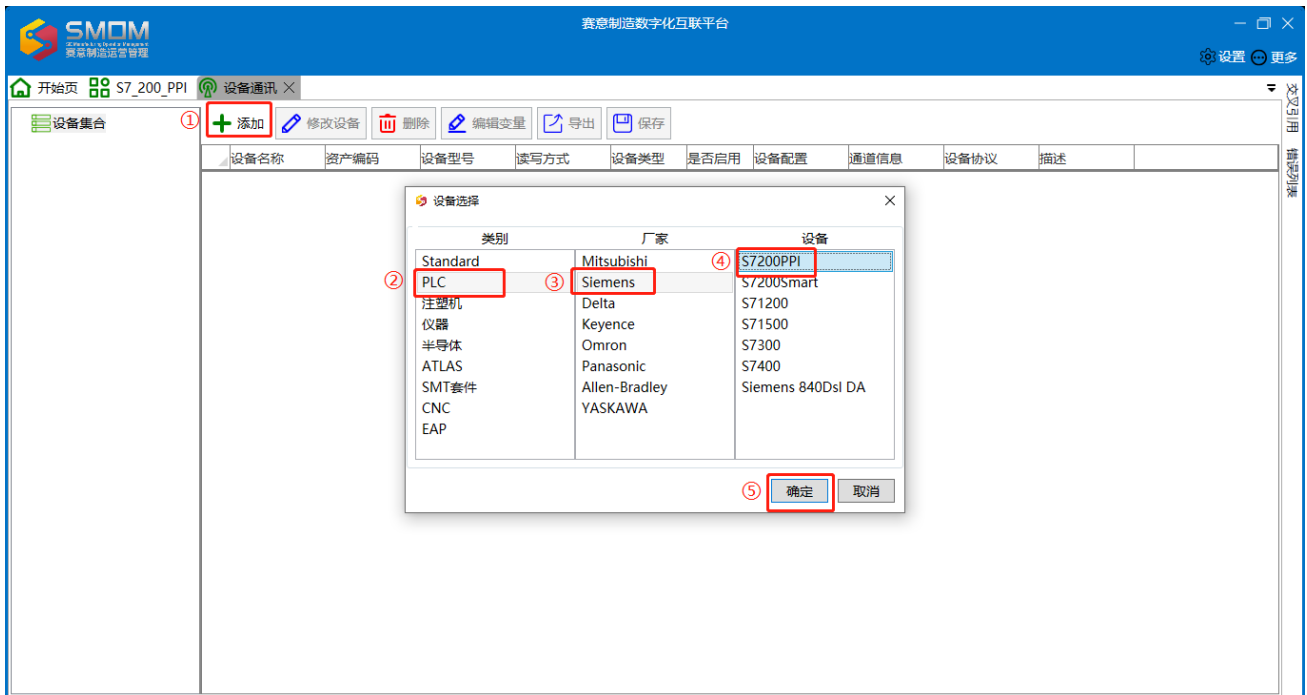 赛意制造数字化互联平台
SMOM
赛意制造运营管理
设置 更多
开始页 S7_200_PPI 设备通讯
交叉引用 错误列表
设备集合
① 添加 修改设备 删除 编辑变量 导出 保存
设备名称 资产编码 设备型号 读写方式 设备类型 是否启用 设备配置 通道信息 设备协议 描述
设备选择
类别 厂家 设备
Standard Mitsubishi ④ S7200PPI
② PLC ③ Siemens S7200Smart
注塑机 Delta S71200
仪器 Keyence S71500
半导体 Omron S7300
ATLAS Panasonic S7400
SMT套件 Allen-Bradley Siemens 840Dsl DA
CNC YASKAWA
EAP
⑤ 确定 取消